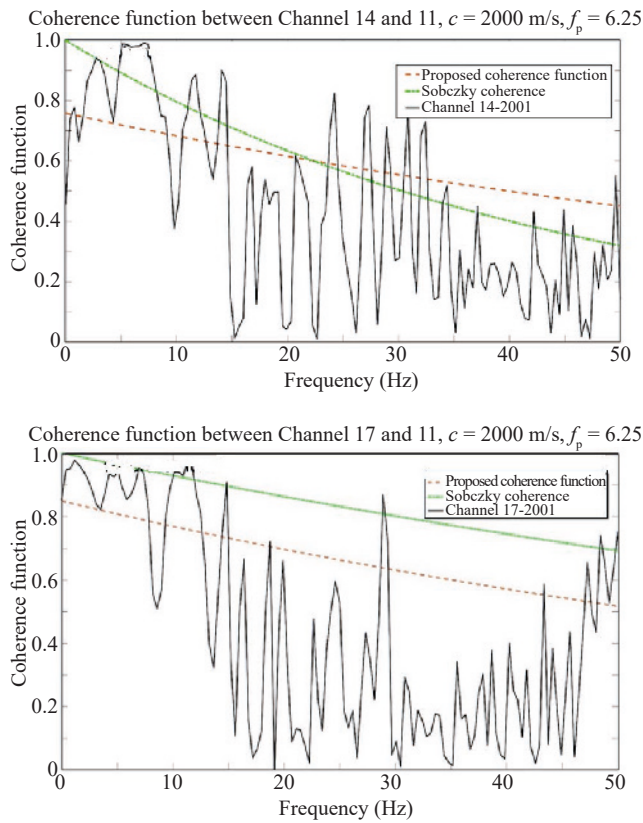 Coherence function between Channel 14 and 11, c = 2000 m/s, fp = 6.25
1.0
0.8
0.6
0.4
0.2
0
Coherence function
Proposed coherence function
Sobczky coherence
Channel 14-2001
0 10 20 30 40 50
Frequency (Hz)
Coherence function between Channel 17 and 11, c = 2000 m/s, fp = 6.25
1.0
0.8
0.6
0.4
0.2
0
Coherence function
Proposed coherence function
Sobczky coherence
Channel 17-2001
0 10 20 30 40 50
Frequency (Hz)